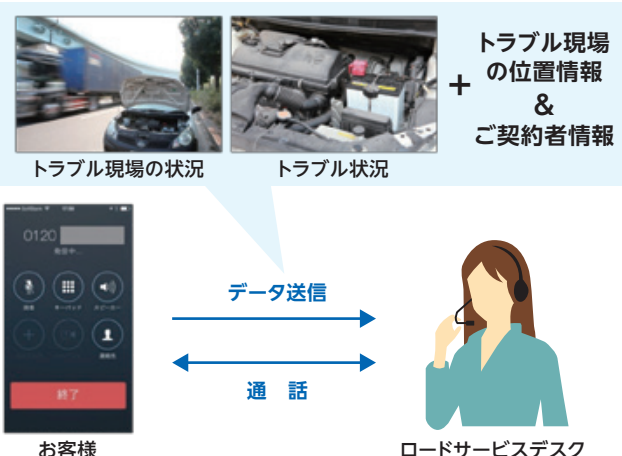 トラブル現場
の位置情報
+
&
ご契約者情報
トラブル現場の状況
トラブル状況
0120
終了
データ送信
通 話
お客様
ロードサービスデスク